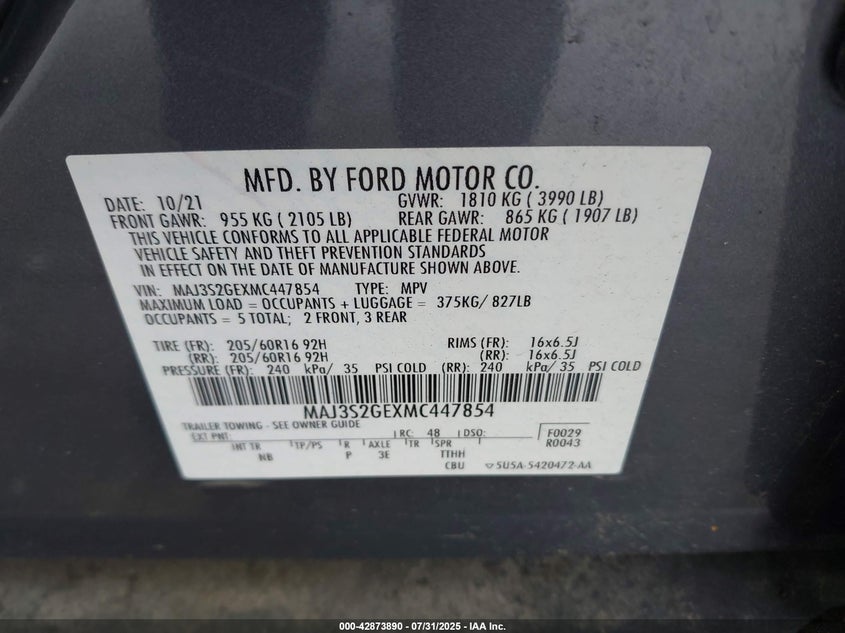 MFD. BY FORD MOTOR CO.
DATE: 10/21 GVWR: 1810 KG ( 3990 LB)
FRONT GAWR: 955 KG ( 2105 LB) REAR GAWR: 865 KG ( 1907 LB)
THIS VEHICLE CONFORMS TO ALL APPLICABLE FEDERAL MOTOR
VEHICLE SAFETY AND THEFT PREVENTION STANDARDS
IN EFFECT ON THE DATE OF MANUFACTURE SHOWN ABOVE.
VIN: MAJ3S2GEXMC447854 TYPE: MPV
MAXIMUM LOAD = OCCUPANTS + LUGGAGE = 375KG/ 827LB
OCCUPANTS = 5 TOTAL; 2 FRONT, 3 REAR
TIRE (FR): 205/60R16 92H RIMS (FR): 16x6.5J
(RR): 205/60R16 92H (RR): 16x6.5J
PRESSURE (FR): 240 kPa/ 35 PSI COLD (RR): 240 kPa/ 35 PSI COLD
MAJ3S2GEXMC447854
TRAILER TOWING - SEE OWNER GUIDE
EXT PNT: RC: 48 DSO: F0029
INT TR TP/PS R AXLE TR SPR R0043
NB P 3E TTHH
CBU 5U5A-5420472-AA
000-42873890 - 07/31/2025 - IAA Inc.